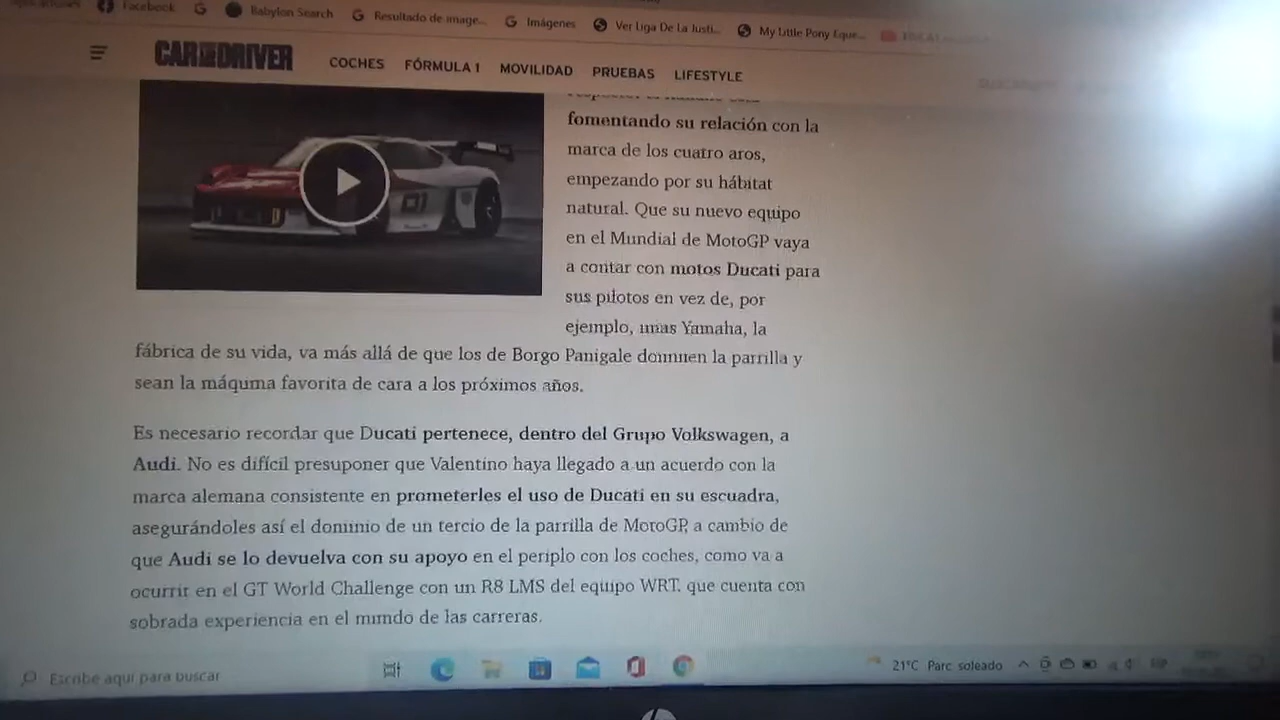 Facebook
Babylon Search
Resultado de image...
Imágenes
Ver Liga De La Justi...
My Little Pony Eque...
CAR AND DRIVER
COCHES
FÓRMULA 1
MOVILIDAD
PRUEBAS
LIFESTYLE
01
fomentando su relación con la
marca de los cuatro aros,
empezando por su hábitat
natural. Que su nuevo equipo
en el Mundial de MotoGP vaya
a contar con motos Ducati para
sus pilotos en vez de, por
ejemplo, unas Yamaha, la
fábrica de su vida, va más allá de que los de Borgo Panigale dominen la parrilla y
sean la máquina favorita de cara a los próximos años.
Es necesario recordar que Ducati pertenece, dentro del Grupo Volkswagen, a
Audi. No es difícil presuponer que Valentino haya llegado a un acuerdo con la
marca alemana consistente en prometerles el uso de Ducati en su escuadra,
asegurándoles así el dominio de un tercio de la parrilla de MotoGP, a cambio de
que Audi se lo devuelva con su apoyo en el periplo con los coches, como va a
ocurrir en el GT World Challenge con un R8 LMS del equipo WRT. que cuenta con
sobrada experiencia en el mundo de las carreras.
Escribe aquí para buscar
21°C Parc soleado
ESP
hp